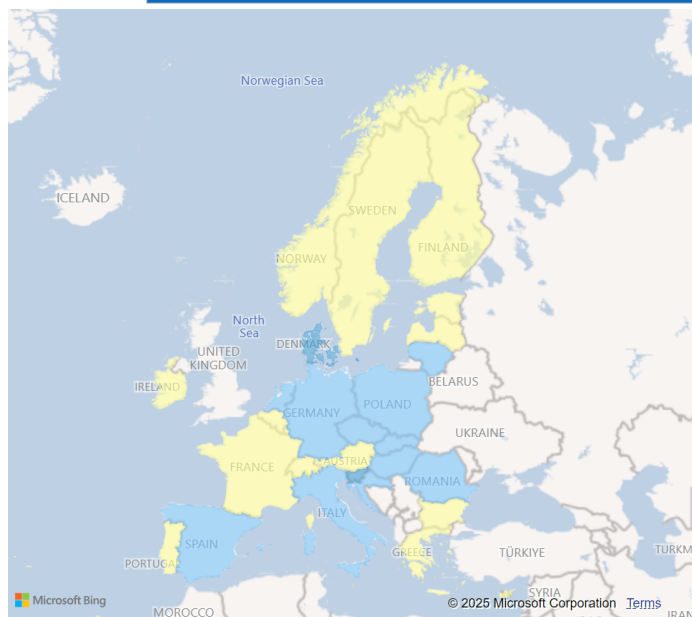 Norwegian Sea
ICELAND
SWEDEN
FINLAND
NORWAY
North
Sea
DENMARK
UNITED
KINGDOM
IRELAND
BELARUS
GERMANY
POLAND
UKRAINE
FRANCE
AUSTRIA
ROMANIA
ITALY
SPAIN
PORTUGAL
GREECE
TÜRKIYE
TURKM
SYRIA
MOROCCO
IRAN
Microsoft Bing
© 2025 Microsoft Corporation Terms